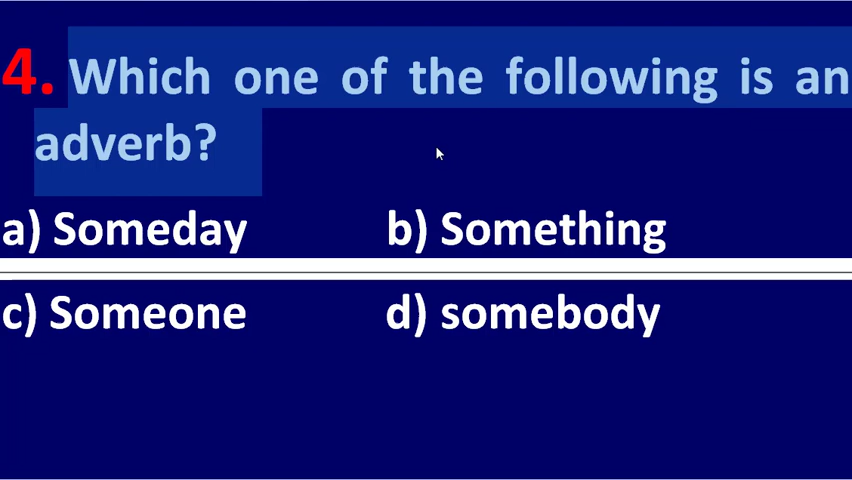 4. Which one of the following is an
adverb?
a) Someday b) Something
c) Someone d) somebody